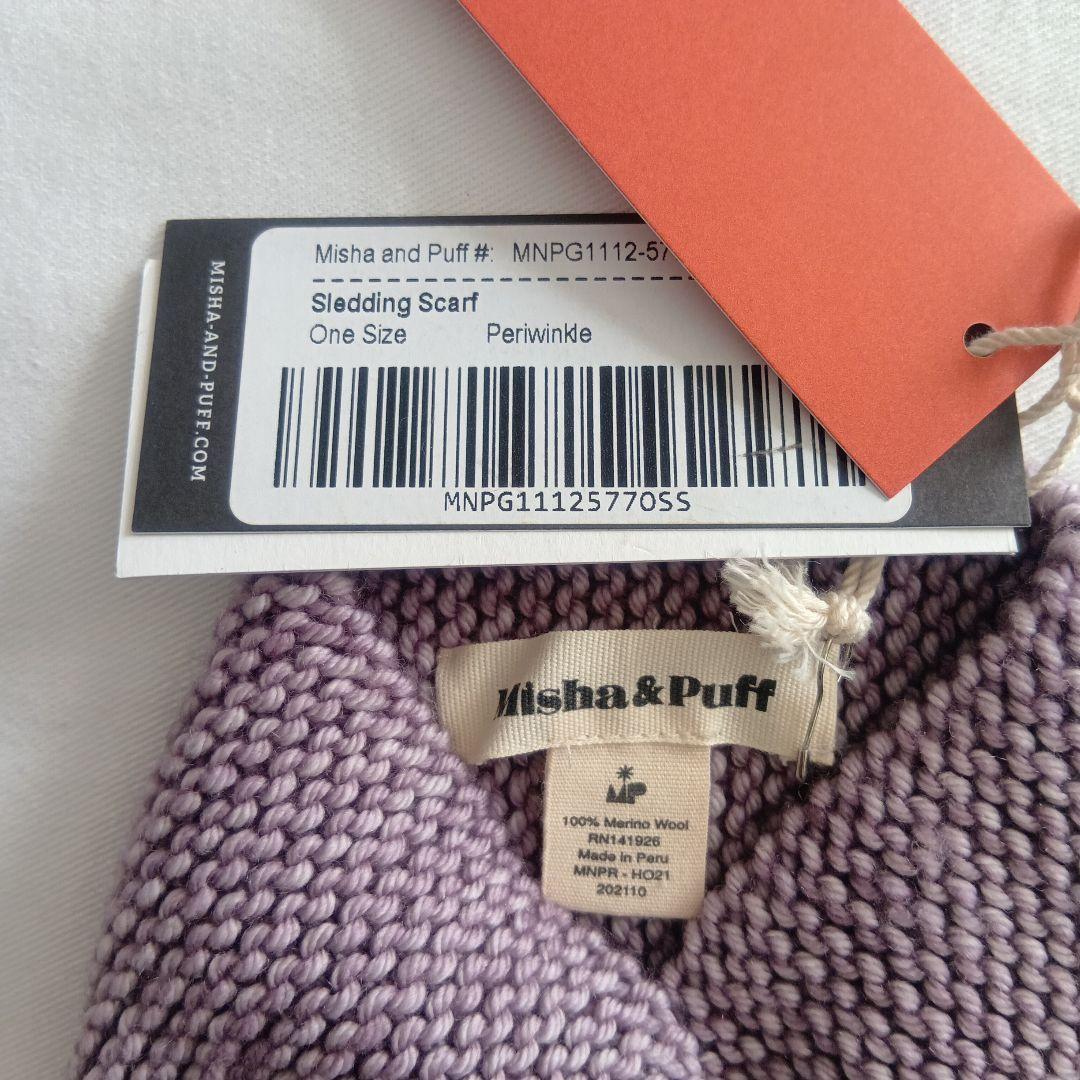 Misha and Puff #: MNPG1112-57
Sledding Scarf
One Size Periwinkle
MNPG11125770SS
MISHA-AND-PUFF.COM
Misha&Puff
MP
100% Merino Wool
RN141926
Made in Peru
MNPR - HO21
202110